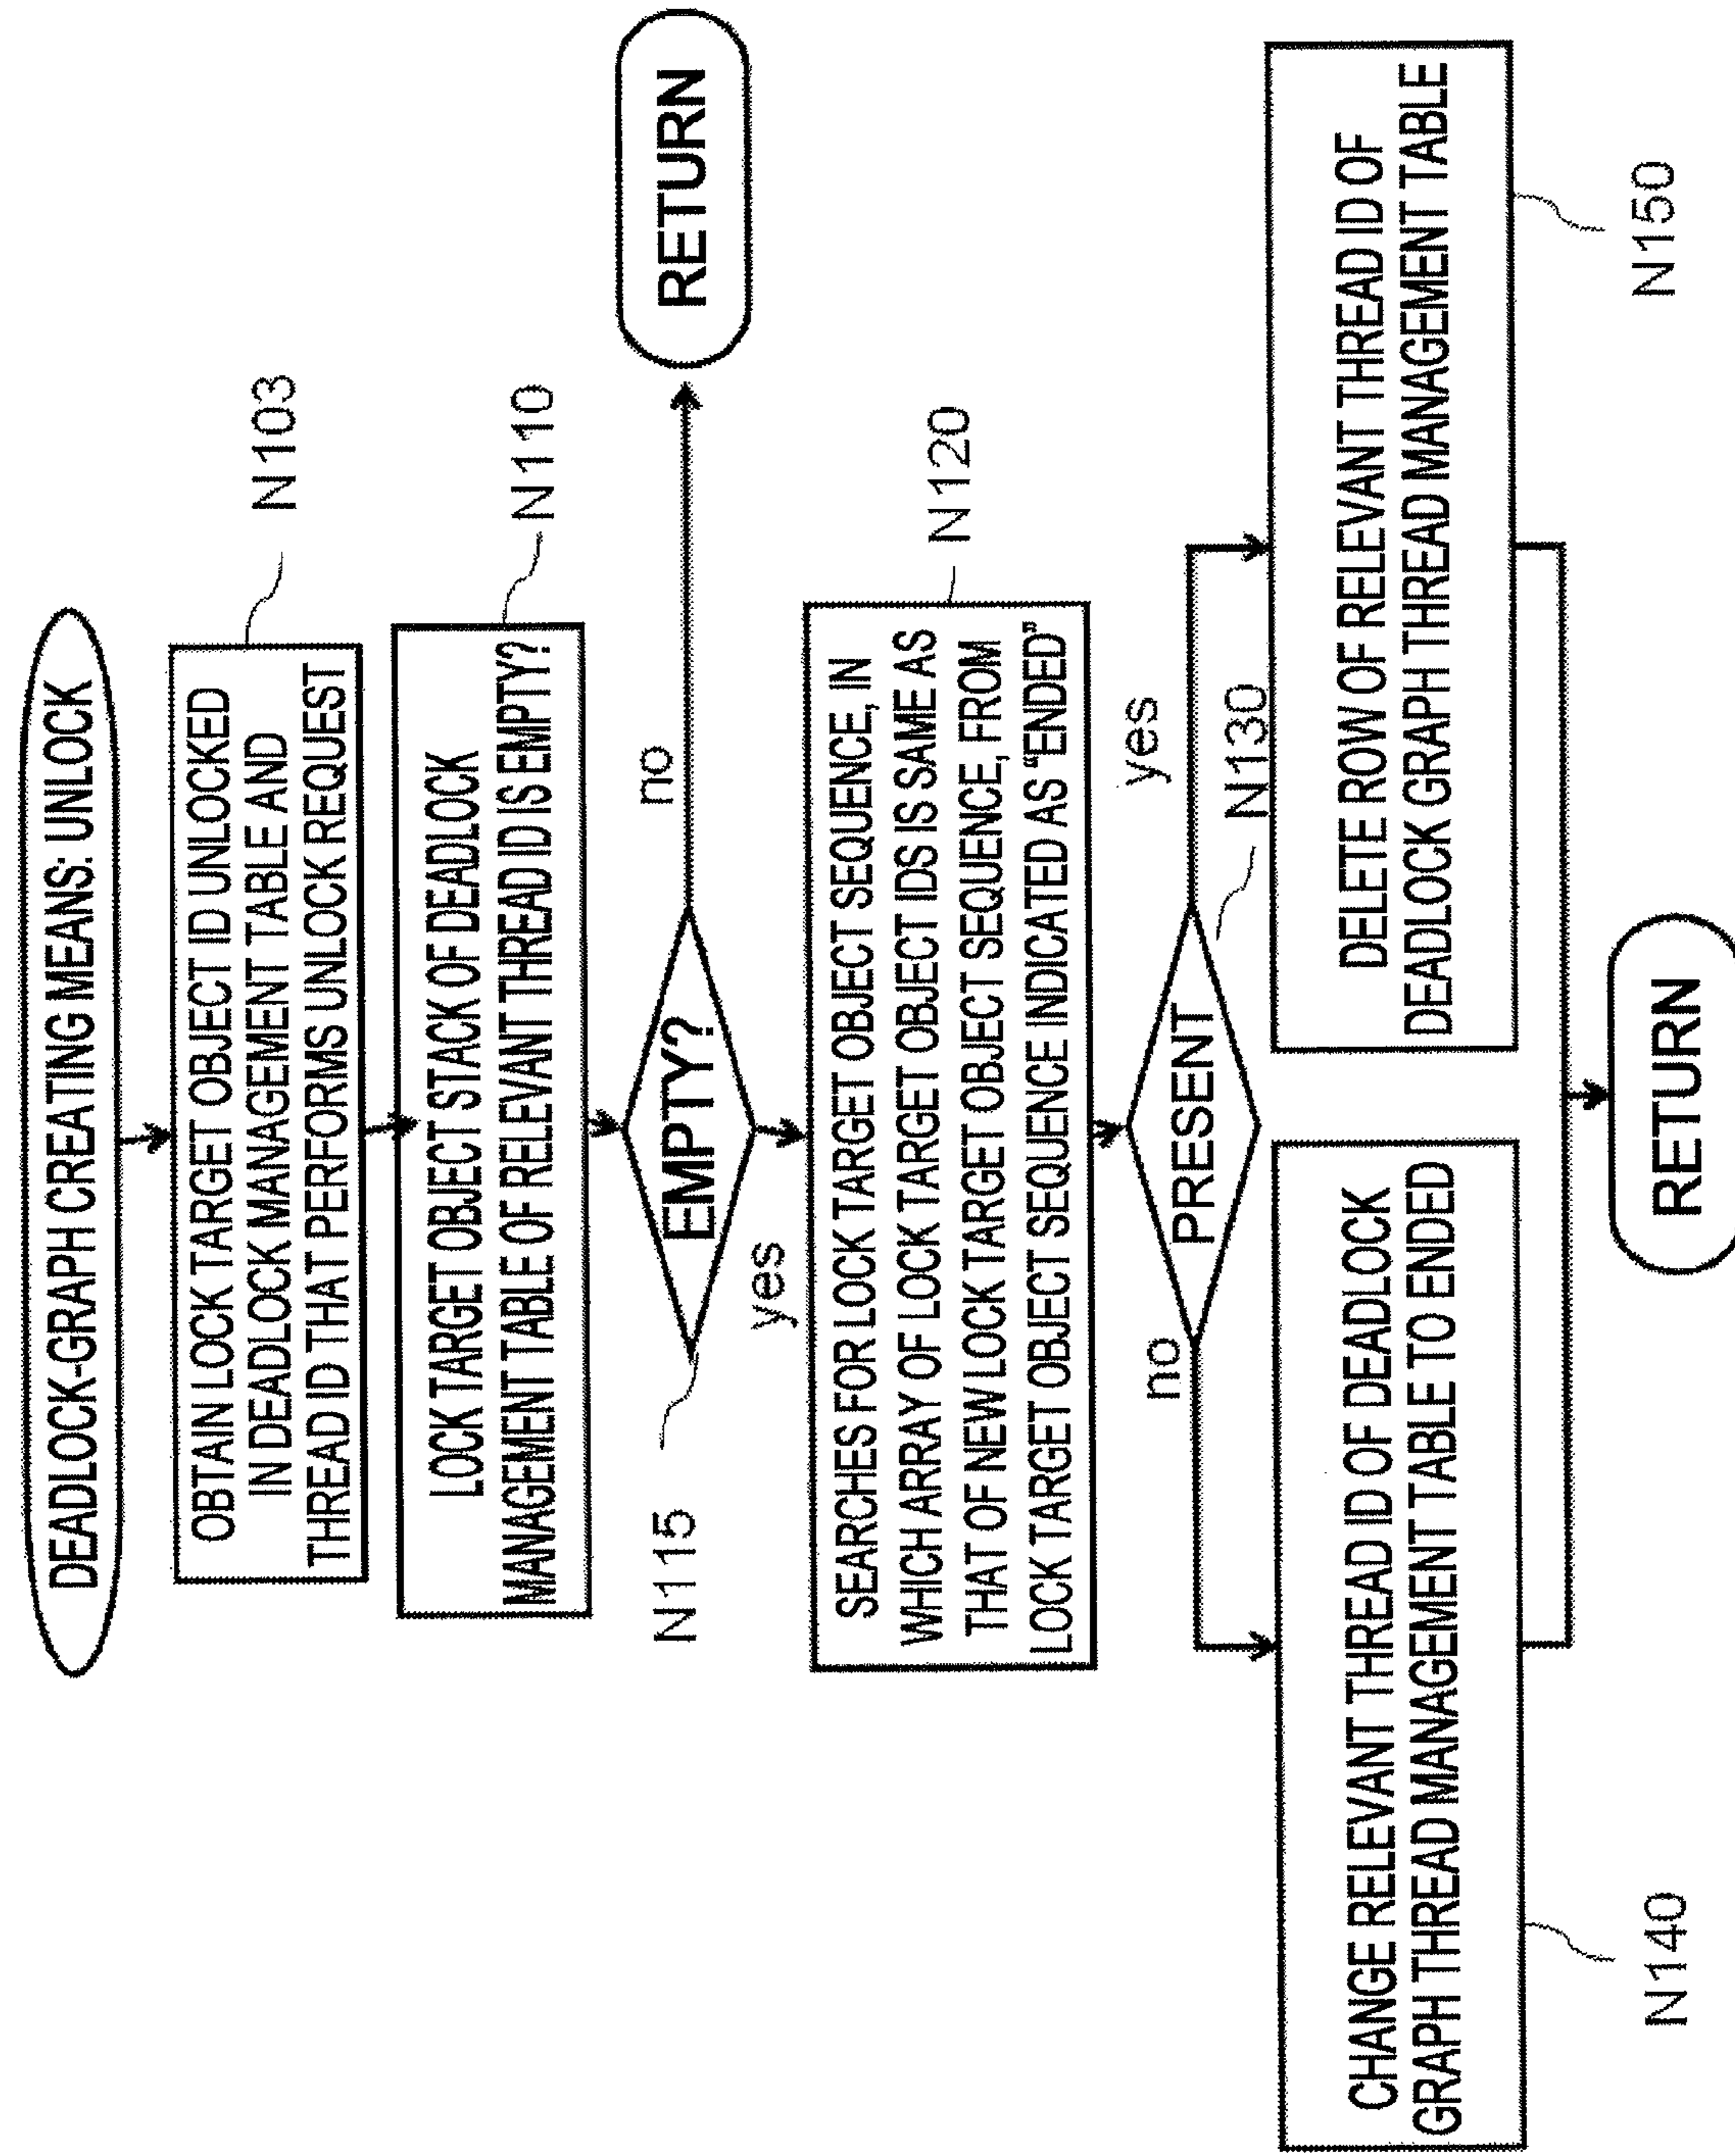 DEADLOCK-GRAPH CREATING MEANS: UNLOCK
N103
OBTAIN LOCK TARGET OBJECT ID UNLOCKED
IN DEADLOCK MANAGEMENT TABLE AND
THREAD ID THAT PERFORMS UNLOCK REQUEST
N110
LOCK TARGET OBJECT STACK OF DEADLOCK
MANAGEMENT TABLE OF RELEVANT THREAD ID IS EMPTY?
N115
EMPTY?
no
RETURN
yes
N120
SEARCHES FOR LOCK TARGET OBJECT SEQUENCE, IN
WHICH ARRAY OF LOCK TARGET OBJECT IDS IS SAME AS
THAT OF NEW LOCK TARGET OBJECT SEQUENCE, FROM
LOCK TARGET OBJECT SEQUENCE INDICATED AS "ENDED"
no
PRESENT
yes
N130
CHANGE RELEVANT THREAD ID OF DEADLOCK
GRAPH THREAD MANAGEMENT TABLE TO ENDED
N140
DELETE ROW OF RELEVANT THREAD ID OF
DEADLOCK GRAPH THREAD MANAGEMENT TABLE
N150
RETURN